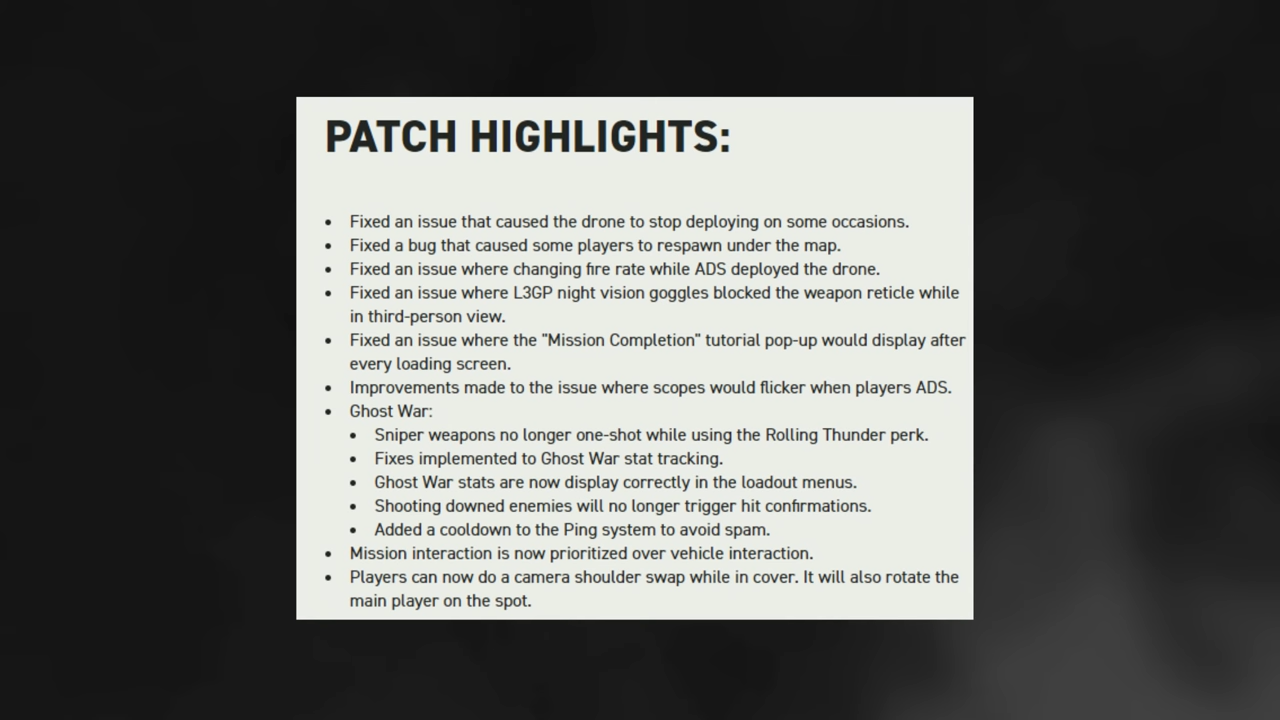 PATCH HIGHLIGHTS:
• Fixed an issue that caused the drone to stop deploying on some occasions.
• Fixed a bug that caused some players to respawn under the map.
• Fixed an issue where changing fire rate while ADS deployed the drone.
• Fixed an issue where L3GP night vision goggles blocked the weapon reticle while
in third-person view.
• Fixed an issue where the "Mission Completion" tutorial pop-up would display after
every loading screen.
• Improvements made to the issue where scopes would flicker when players ADS.
• Ghost War:
• Sniper weapons no longer one-shot while using the Rolling Thunder perk.
• Fixes implemented to Ghost War stat tracking.
• Ghost War stats are now display correctly in the loadout menus.
• Shooting downed enemies will no longer trigger hit confirmations.
• Added a cooldown to the Ping system to avoid spam.
• Mission interaction is now prioritized over vehicle interaction.
• Players can now do a camera shoulder swap while in cover. It will also rotate the
main player on the spot.